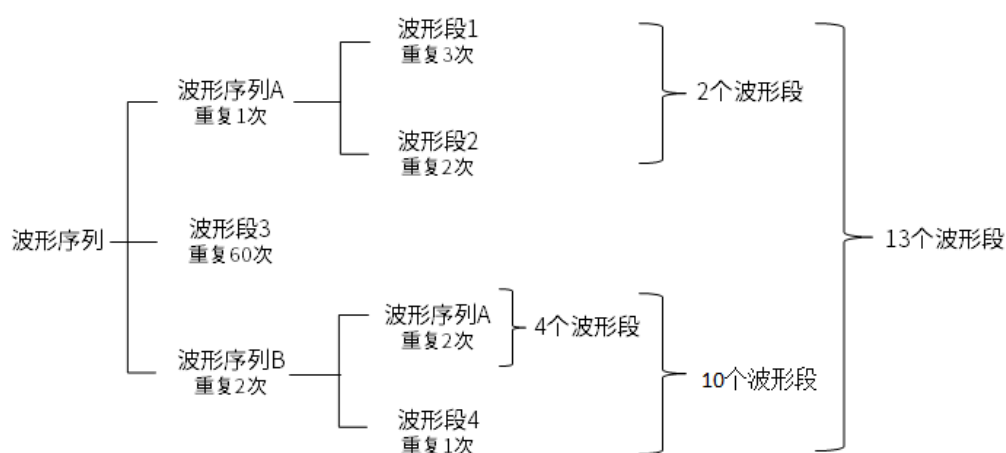 波形段1
重复3次
波形序列A
重复1次
2个波形段
波形段2
重复2次
波形序列
波形段3
重复60次
13个波形段
波形序列A
重复2次
4个波形段
波形序列B
重复2次
10个波形段
波形段4
重复1次